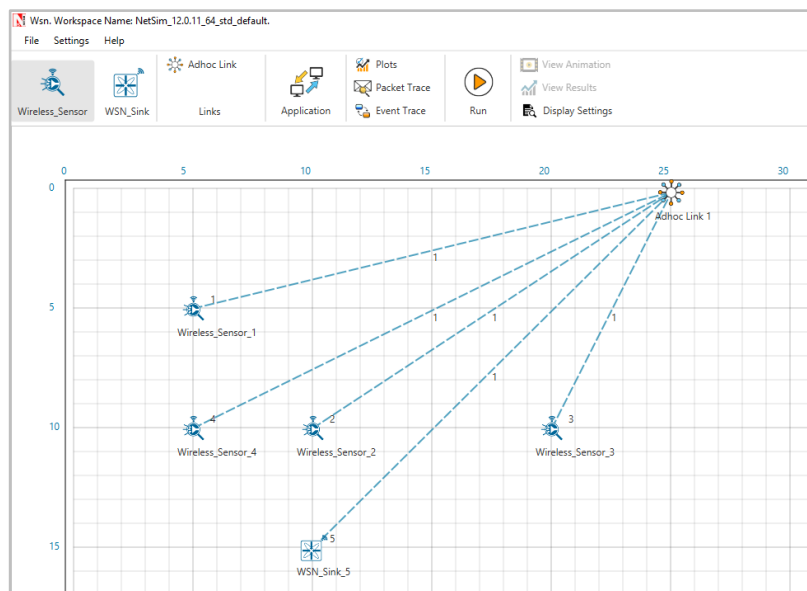 Wsn. Workspace Name: NetSim_12.0.11_64_std_default.
File Settings Help
Adhoc Link
Plots
View Animation
Packet Trace
View Results
Wireless_Sensor WSN_Sink Links Application Event Trace Run Display Settings
0 5 10 15 20 25 30
0
Adhoc Link 1
1
1
5
1 1 1
Wireless_Sensor_1
1
10
4 2 3
Wireless_Sensor_4 Wireless_Sensor_2 Wireless_Sensor_3
15
5
WSN_Sink_5